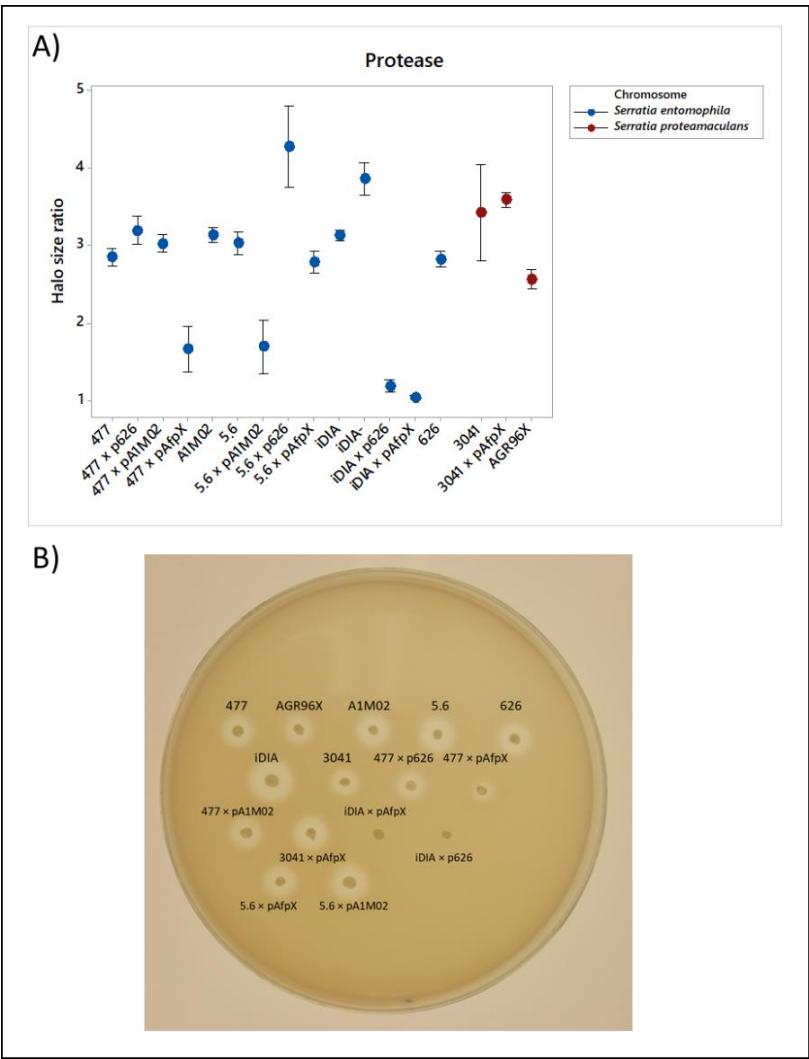 A)
Protease
5
4
3
2
1
Halo size ratio
477
477 x p626
477 x pA1M02
477 x pAfpX
A1M02
5.6
5.6 x pA1M02
5.6 x p626
5.6 x pAfpX
iDIA
iDIA-
iDIA x p626
iDIA x pAfpX
626
3041
3041 x pAfpX
AGR96X
Chromosome
Serratia entomophila
Serratia proteamaculans
B)
477 AGR96X A1M02 5.6 626
iDIA 3041 477 × p626 477 × pAfpX
477 × pA1M02 iDIA × pAfpX
3041 × pAfpX iDIA × p626
5.6 × pAfpX 5.6 × pA1M02